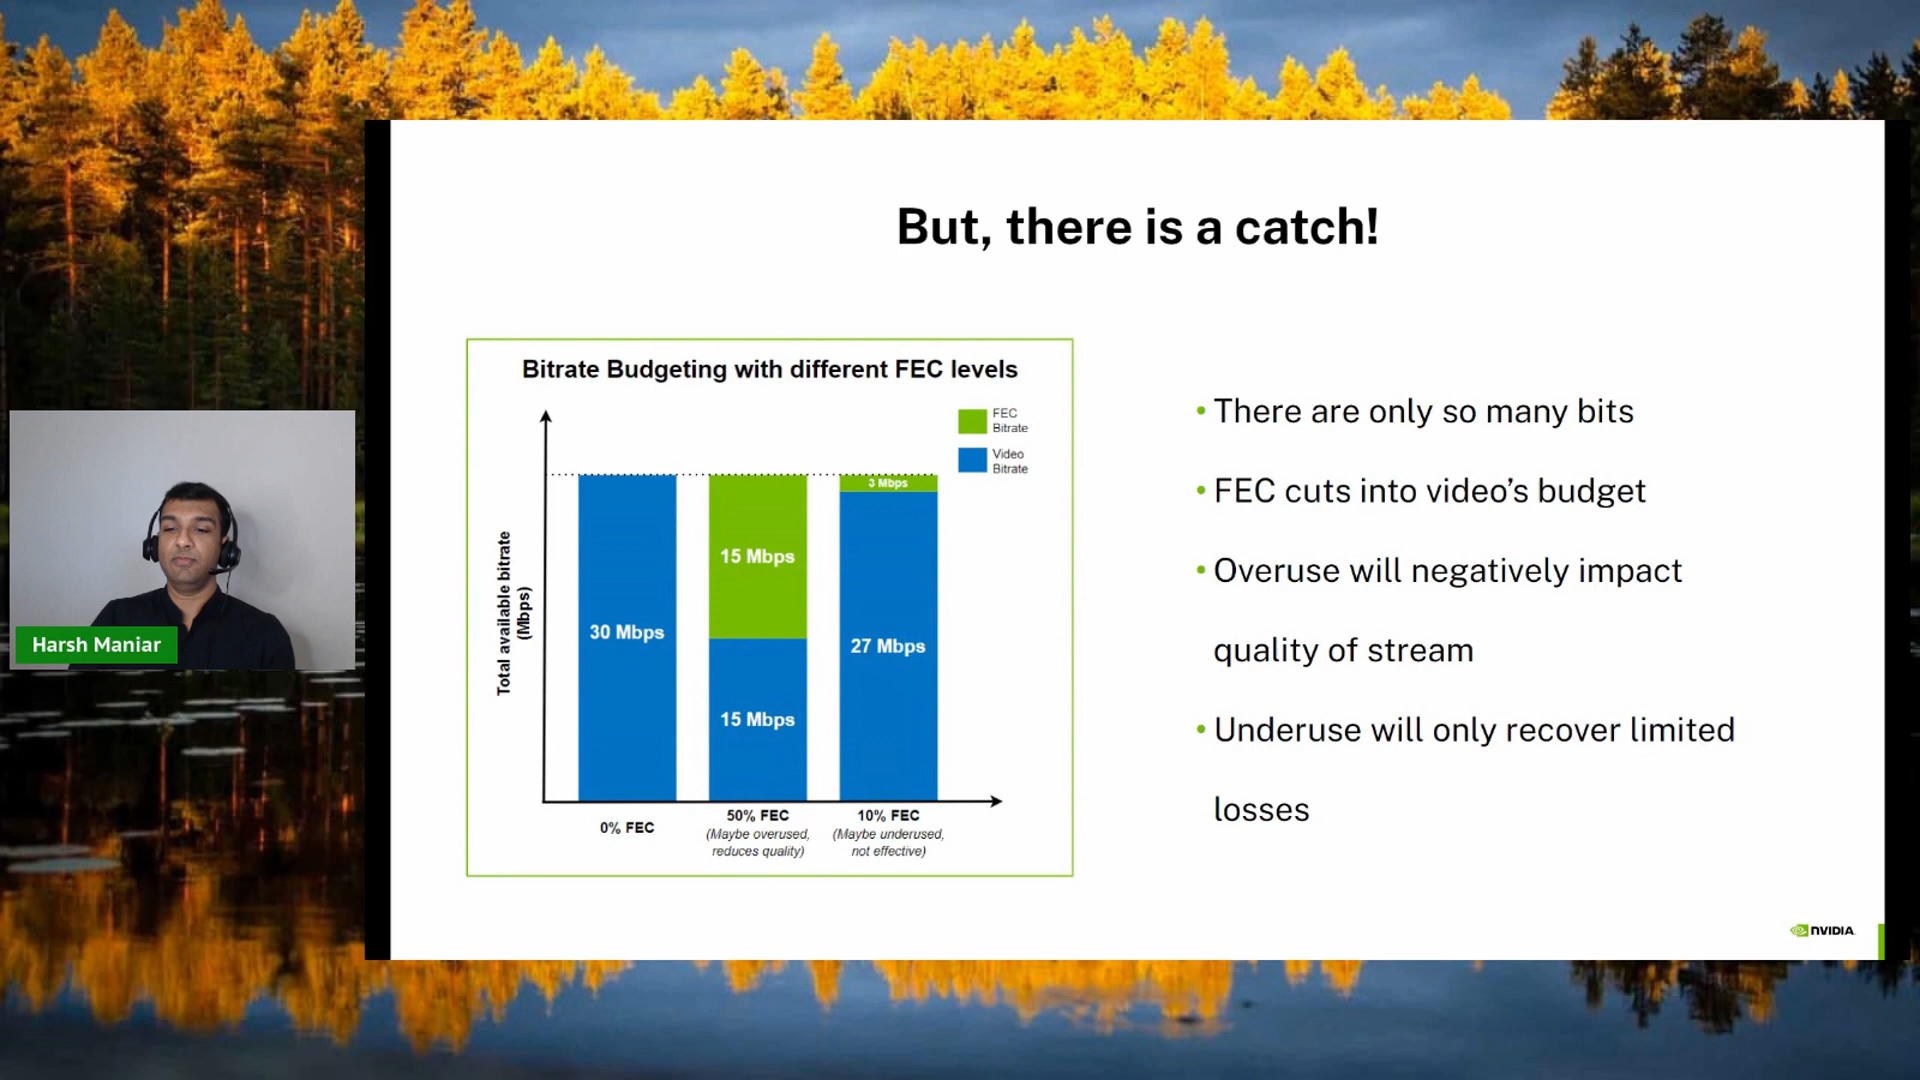 But, there is a catch!
Bitrate Budgeting with different FEC levels
FEC
Bitrate
Video
Bitrate
Total available bitrate
(Mbps)
30 Mbps
15 Mbps
15 Mbps
3 Mbps
27 Mbps
0% FEC
50% FEC
(Maybe overused,
reduces quality)
10% FEC
(Maybe underused,
not effective)
• There are only so many bits
• FEC cuts into video’s budget
• Overuse will negatively impact
quality of stream
• Underuse will only recover limited
losses
Harsh Maniar
NVIDIA